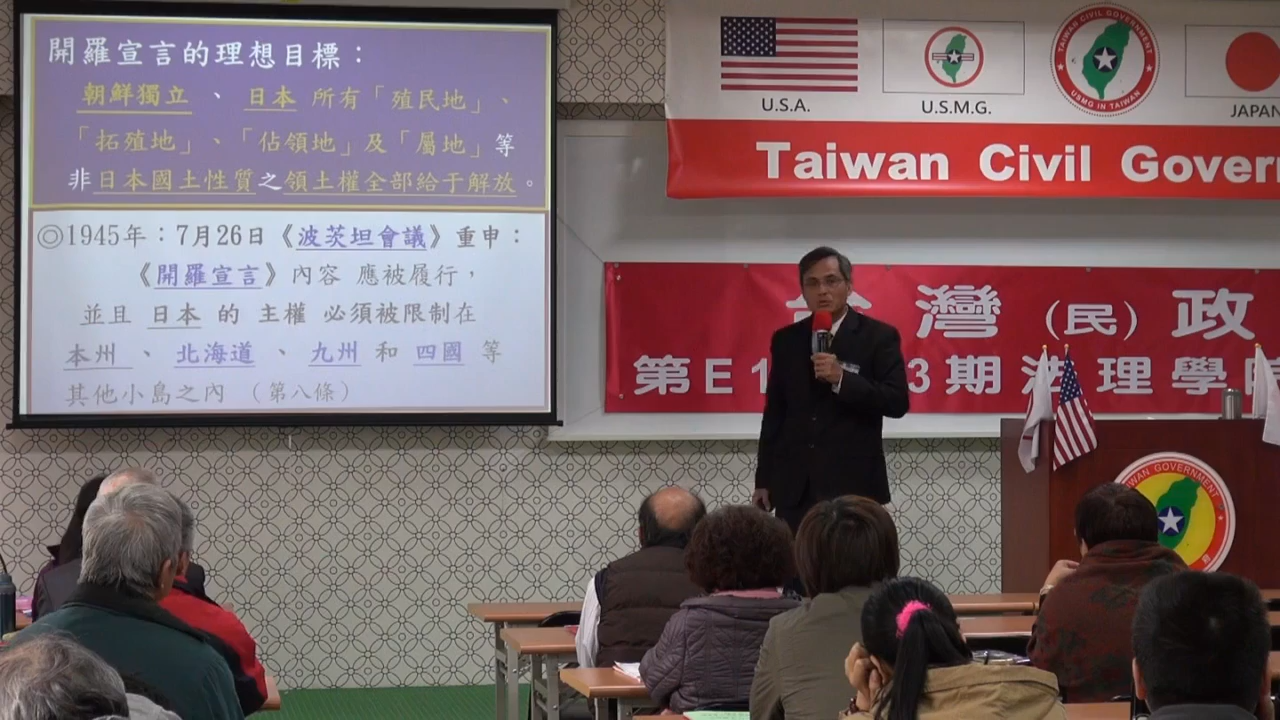 開羅宣言的理想目標：
朝鮮獨立 、 日本 所有「殖民地」、
「拓殖地」、「佔領地」及「屬地」等
非日本國土性質之領土權全部給于解放。
◎1945年：7月26日《波茨坦會議》重申：
《開羅宣言》內容 應被履行，
並且 日本 的 主權 必須被限制在
本州 、 北海道 、 九州 和 四國 等
其他小島之內 （第八條）
U.S.A.
U.S.M.G.
TAIWAN CIVIL GOVERNMENT
USMG IN TAIWAN
JAPAN
Taiwan Civil Govern
台灣(民)政
第E1 3期法理學院
TAIWAN GOVERNMENT